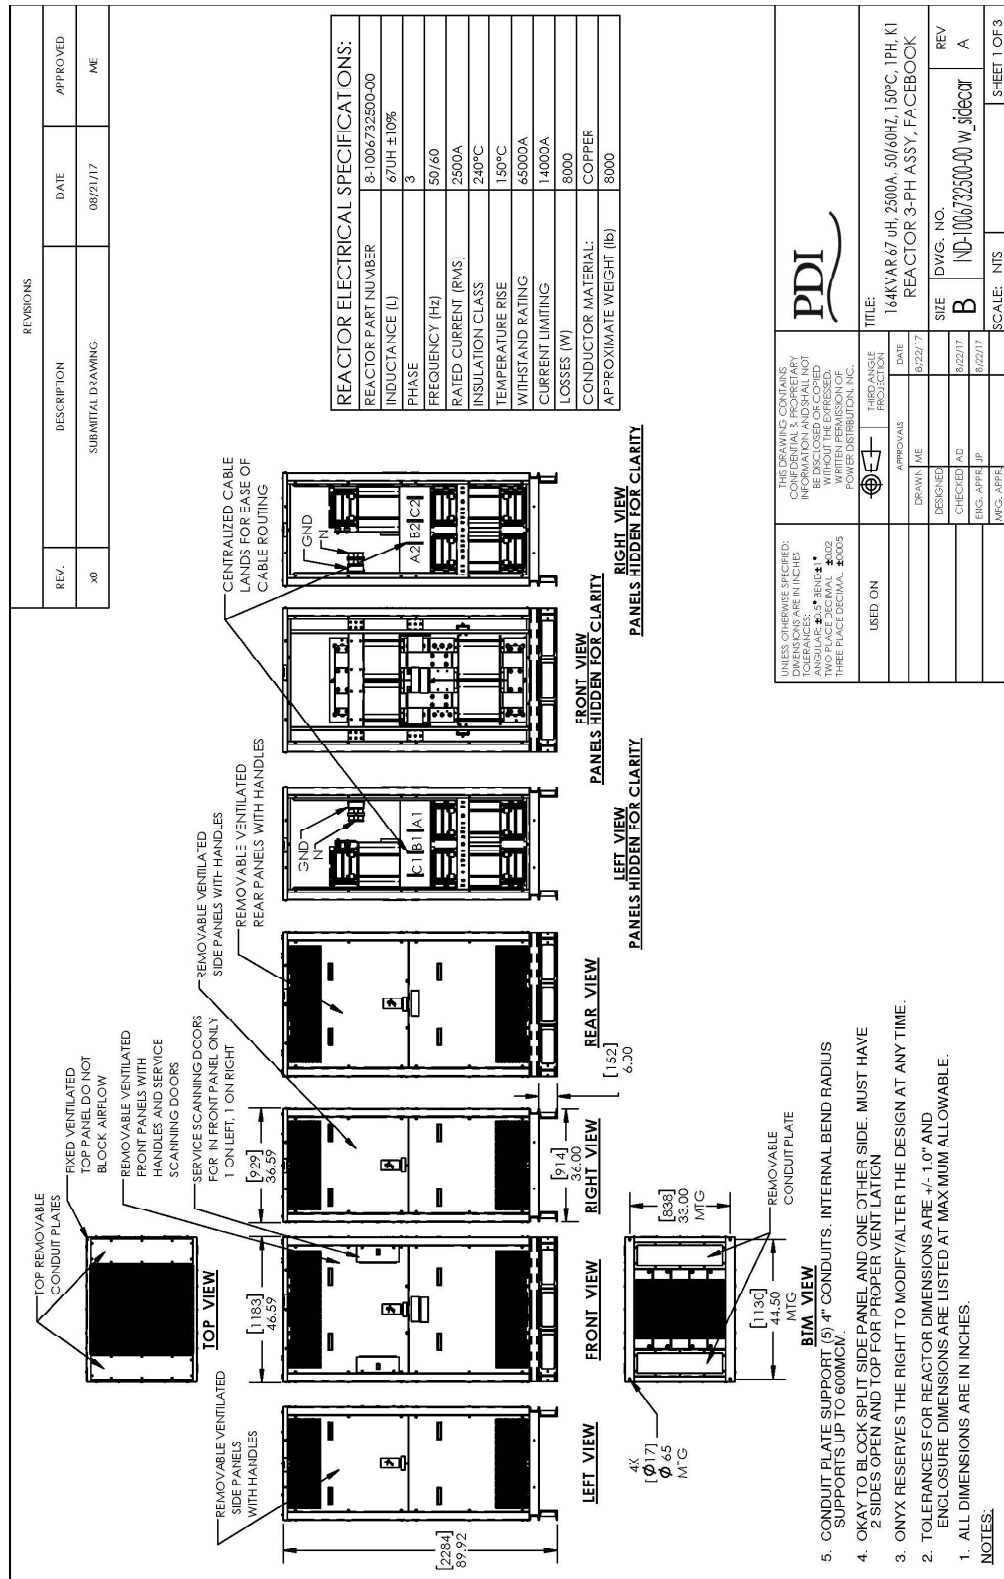 REVISIONS
REV. DESCRIPTION DATE APPROVED
x0 SUBMITTAL DRAWING 08/21/17 ME
TOP REMOVABLE
CONDUIT PLATES
FIXED VENTILATED
TOP PANEL DO NOT
BLOCK AIRFLOW
REMOVABLE VENTILATED
FRONT PANELS WITH
HANDLES AND SERVICE
SCANNING DOORS
SERVICE SCANNING DOORS
FOR IN FRONT PANEL ONLY
1 ON LEFT, 1 ON RIGHT
REMOVABLE VENTILATED
SIDE PANELS WITH HANDLES
REMOVABLE VENTILATED
REAR PANELS WITH HANDLES
CENTRALIZED CABLE
LANDS FOR EASE OF
CABLE ROUTING
TOP VIEW
REMOVABLE VENTILATED
SIDE PANELS
WITH HANDLES
[2284]
89.92
[1183]
46.59
[929]
36.59
[914]
36.00
[152]
6.00
GND
N
C1 B1 A1
GND
N
A2 B2 C2
LEFT VIEW
FRONT VIEW
RIGHT VIEW
REAR VIEW
LEFT VIEW
PANELS HIDDEN FOR CLARITY
FRONT VIEW
PANELS HIDDEN FOR CLARITY
RIGHT VIEW
PANELS HIDDEN FOR CLARITY
4X
[Ø17]
Ø.65
MTG
[838]
33.00
MTG
[1130]
44.50
MTG
BTM VIEW
REMOVABLE
CONDUIT PLATE
REACTOR ELECTRICAL SPECIFICATIONS:
REACTOR PART NUMBER 8-1006732500-00
INDUCTANCE (L) 67UH ±10%
PHASE 3
FREQUENCY (Hz) 50/60
RATED CURRENT (RMS) 2500A
INSULATION CLASS 240°C
TEMPERATURE RISE 150°C
WITHSTAND RATING 65000A
CURRENT LIMITING 14000A
LOSSES (W) 8000
CONDUCTOR MATERIAL: COPPER
APPROXIMATE WEIGHT (lb) 8000
5. CONDUIT PLATE SUPPORT (5) 4" CONDUITS. INTERNAL BEND RADIUS
SUPPORTS UP TO 600MCM.
4. OKAY TO BLOCK SPLIT SIDE PANEL AND ONE OTHER SIDE. MUST HAVE
2 SIDES OPEN AND TOP FOR PROPER VENTILATION
3. ONYX RESERVES THE RIGHT TO MODIFY/ALTER THE DESIGN AT ANY TIME.
2. TOLERANCES FOR REACTOR DIMENSIONS ARE +/- 1.0" AND
ENCLOSURE DIMENSIONS ARE LISTED AT MAXIMUM ALLOWABLE.
1. ALL DIMENSIONS ARE IN INCHES.
NOTES:
UNLESS OTHERWISE SPECIFIED:
DIMENSIONS ARE IN INCHES
TOLERANCES:
ANGULAR: ±0.5° BEND ±1°
TWO PLACE DECIMAL ±0.02
THREE PLACE DECIMAL ±0.005
USED ON
THIS DRAWING CONTAINS
CONFIDENTIAL & PROPRIETARY
INFORMATION AND SHALL NOT
BE DISCLOSED OR COPIED
WITHOUT THE EXPRESSED,
WRITTEN PERMISSION OF
POWER DISTRIBUTION, INC.
THIRD ANGLE
PROJECTION
APPROVALS DATE
DRAWN ME 8/22/17
DESIGNED
CHECKED AD 8/22/17
ENG. APPR. JP 8/22/17
MFG. APPR.
PDI
TITLE:
164KVAR, 67 uH, 2500A, 50/60HZ, 150°C, 1PH, K1
REACTOR 3-PH ASSY, FACEBOOK
SIZE DWG. NO. REV
B IND-1006732500-00 w_sidecar A
SCALE: NTS SHEET 1 OF 3